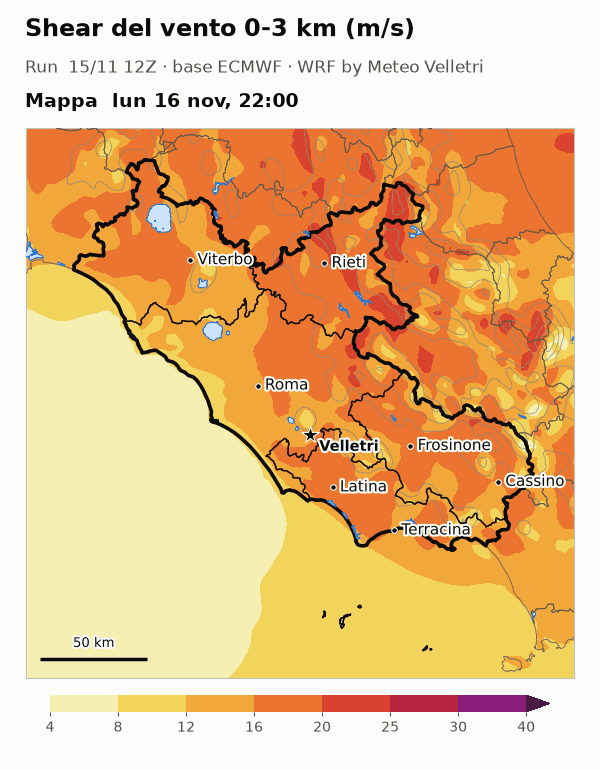 Shear del vento 0-3 km (m/s)
Run  15/11 12Z · base ECMWF · WRF by Meteo Velletri
Mappa  lun 16 nov, 22:00
Viterbo
Rieti
Roma
Velletri
Frosinone
Latina
Cassino
Terracina
50 km
4 8 12 16 20 25 30 40